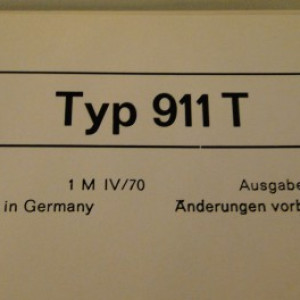 Typ 911 T
1 M IV/70 Ausgabe
in Germany Änderungen vorb